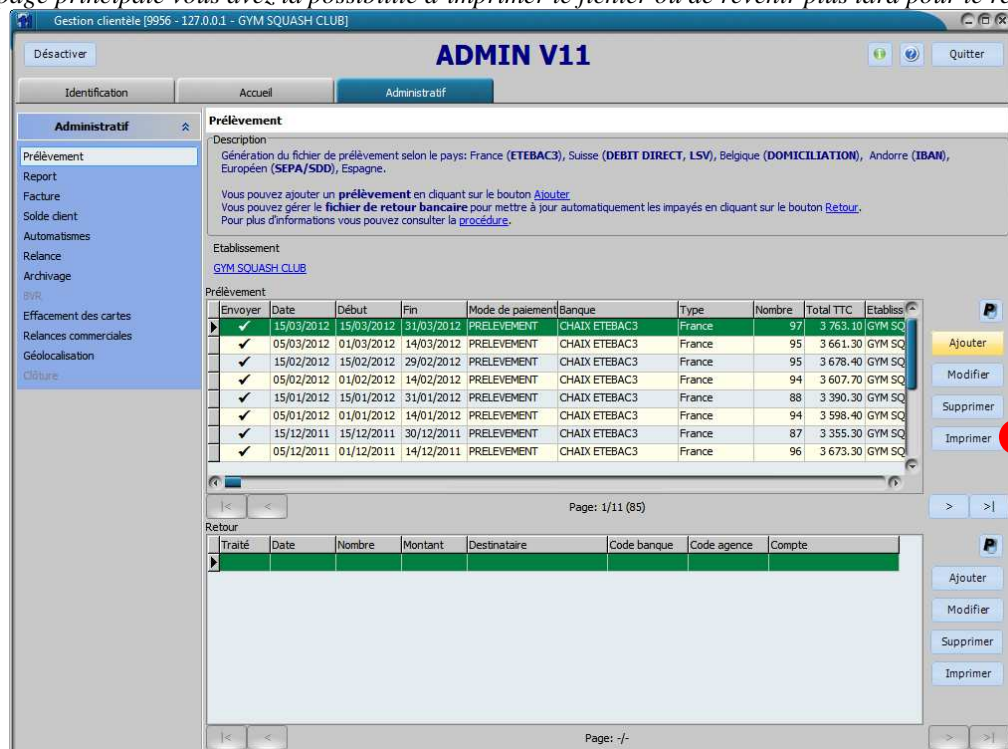 page principale vous avez la possibilité d'imprimer le fichier ou de revenir plus tard pour le
Gestion clientèle [9956 - 127.0.0.1 - GYM SQUASH CLUB]
Désactiver
ADMIN V11
Quitter
Identification
Accueil
Administratif
Administratif
Prélèvement
Report
Facture
Solde client
Automatismes
Relance
Archivage
BVR
Effacement des cartes
Relances commerciales
Géolocalisation
Clôture
Prélèvement
Description
Génération du fichier de prélèvement selon le pays: France (ETEBAC3), Suisse (DEBIT DIRECT, LSV), Belgique (DOMICILIATION), Andorre (IBAN),
Européen (SEPA/SDD), Espagne.
Vous pouvez ajouter un prélèvement en cliquant sur le bouton Ajouter
Vous pouvez gérer le fichier de retour bancaire pour mettre à jour automatiquement les impayés en cliquant sur le bouton Retour.
Pour plus d'informations vous pouvez consulter la procédure.
Etablissement
GYM SQUASH CLUB
Prélèvement
Envoyer Date Début Fin Mode de paiement Banque Type Nombre Total TTC Etabliss
✔ 15/03/2012 15/03/2012 31/03/2012 PRELEVEMENT CHAIX ETEBAC3 France 97 3 763.10 GYM SQ
✔ 05/03/2012 01/03/2012 14/03/2012 PRELEVEMENT CHAIX ETEBAC3 France 95 3 661.30 GYM SQ
✔ 15/02/2012 15/02/2012 29/02/2012 PRELEVEMENT CHAIX ETEBAC3 France 95 3 678.40 GYM SQ
✔ 05/02/2012 01/02/2012 14/02/2012 PRELEVEMENT CHAIX ETEBAC3 France 94 3 607.70 GYM SQ
✔ 15/01/2012 15/01/2012 31/01/2012 PRELEVEMENT CHAIX ETEBAC3 France 88 3 390.30 GYM SQ
✔ 05/01/2012 01/01/2012 14/01/2012 PRELEVEMENT CHAIX ETEBAC3 France 94 3 598.40 GYM SQ
✔ 15/12/2011 15/12/2011 30/12/2011 PRELEVEMENT CHAIX ETEBAC3 France 87 3 355.30 GYM SQ
✔ 05/12/2011 01/12/2011 14/12/2011 PRELEVEMENT CHAIX ETEBAC3 France 96 3 673.30 GYM SQ
Ajouter
Modifier
Supprimer
Imprimer
|< < Page: 1/11 (85) > >|
Retour
Traité Date Nombre Montant Destinataire Code banque Code agence Compte
Ajouter
Modifier
Supprimer
Imprimer
|< < Page: -/- > >|